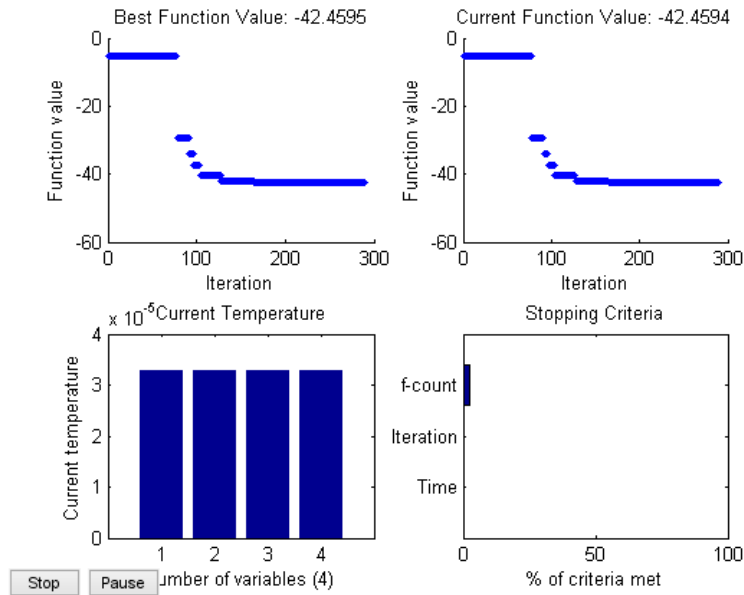 Best Function Value: -42.4595
0
-20
-40
-60
Function value
0 100 200 300
Iteration
Current Function Value: -42.4594
0
-20
-40
-60
Function value
0 100 200 300
Iteration
x 10^-5 Current Temperature
4
3
2
1
0
Current temperature
1 2 3 4
umber of variables (4)
Stopping Criteria
f-count
Iteration
Time
0 50 100
% of criteria met
Stop Pause